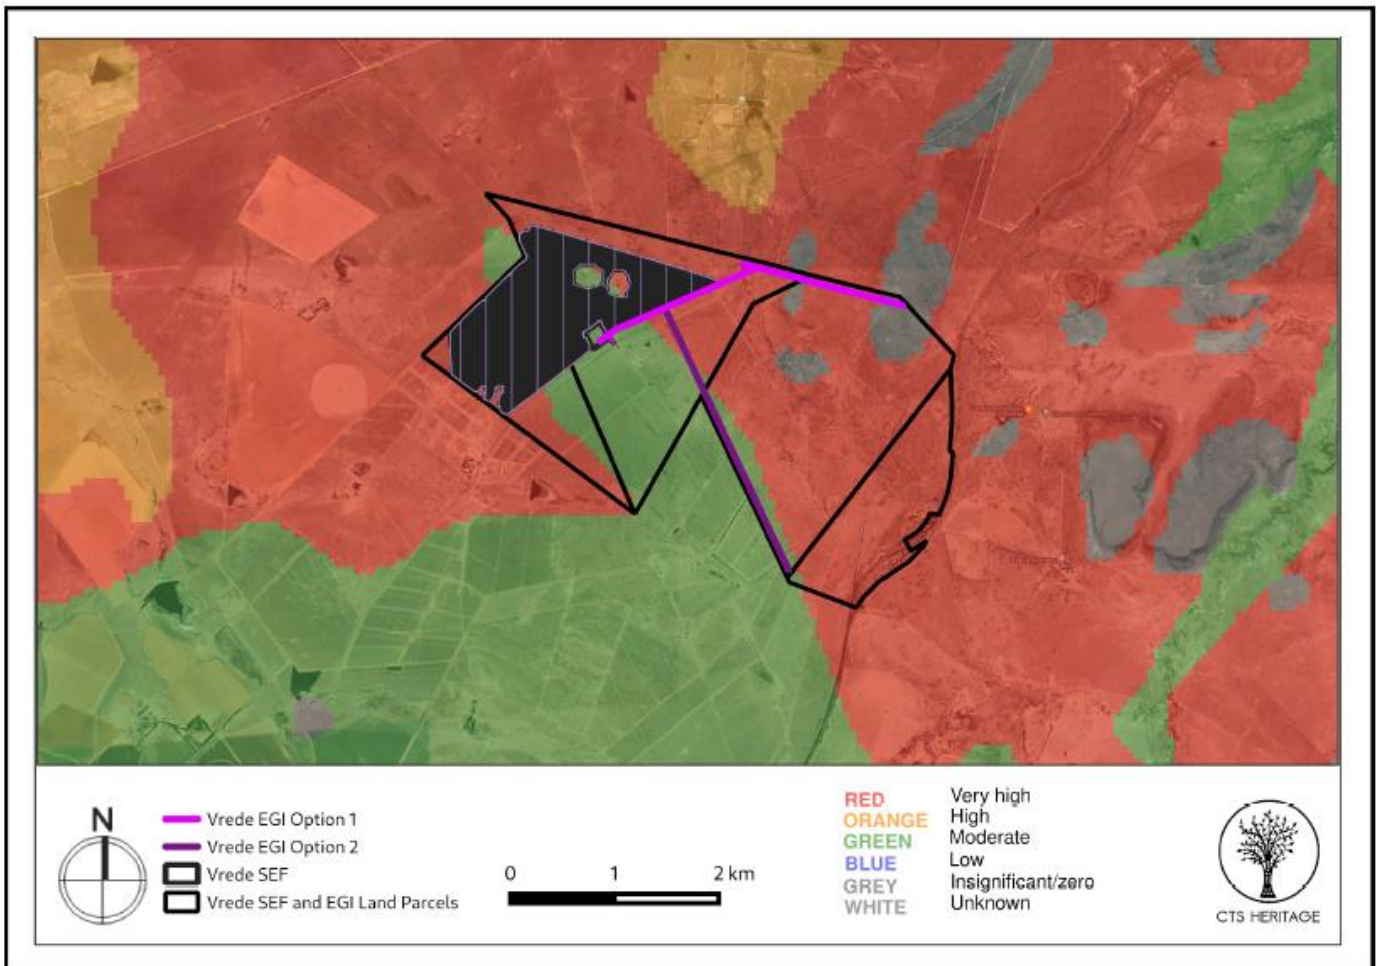 N
Vrede EGI Option 1
Vrede EGI Option 2
Vrede SEF
Vrede SEF and EGI Land Parcels
0 1 2 km
RED Very high
ORANGE High
GREEN Moderate
BLUE Low
GREY Insignificant/zero
WHITE Unknown
CTS HERITAGE